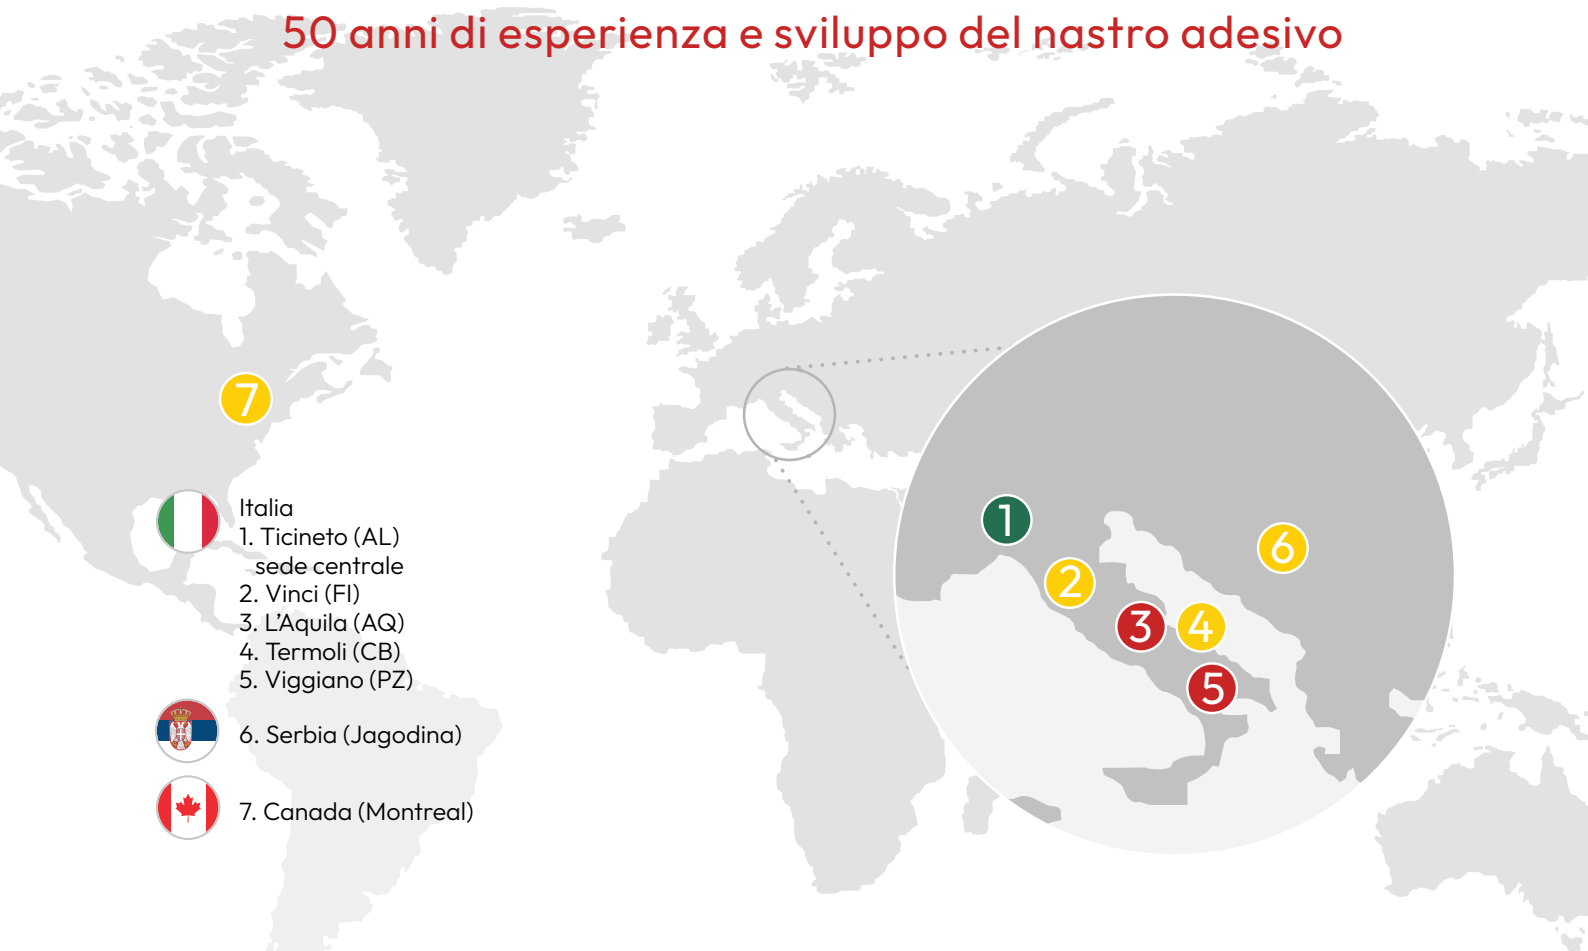 50 anni di esperienza e sviluppo del nastro adesivo
7
Italia
1. Ticineto (AL)
sede centrale
2. Vinci (FI)
3. L'Aquila (AQ)
4. Termoli (CB)
5. Viggiano (PZ)
6. Serbia (Jagodina)
7. Canada (Montreal)
1
6
2
3
4
5